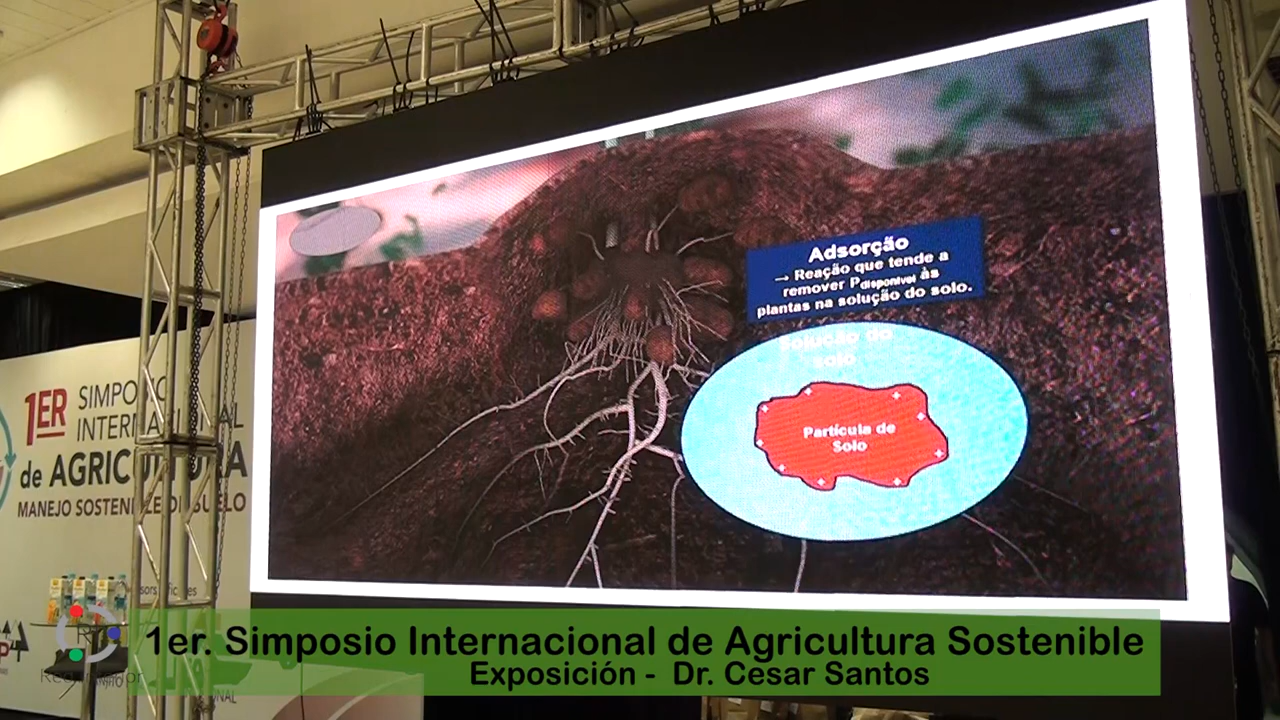 Adsorção
→ Reação que tende a
remover Pdisponível às
plantas na solução do solo.
Solução do
solo
Partícula de
Solo
1ER SIMPOSIO
INTERNACIONAL
de AGRICULTURA
MANEJO SOSTENIBLE DEL SUELO
1er. Simposio Internacional de Agricultura Sostenible
Exposición - Dr. Cesar Santos